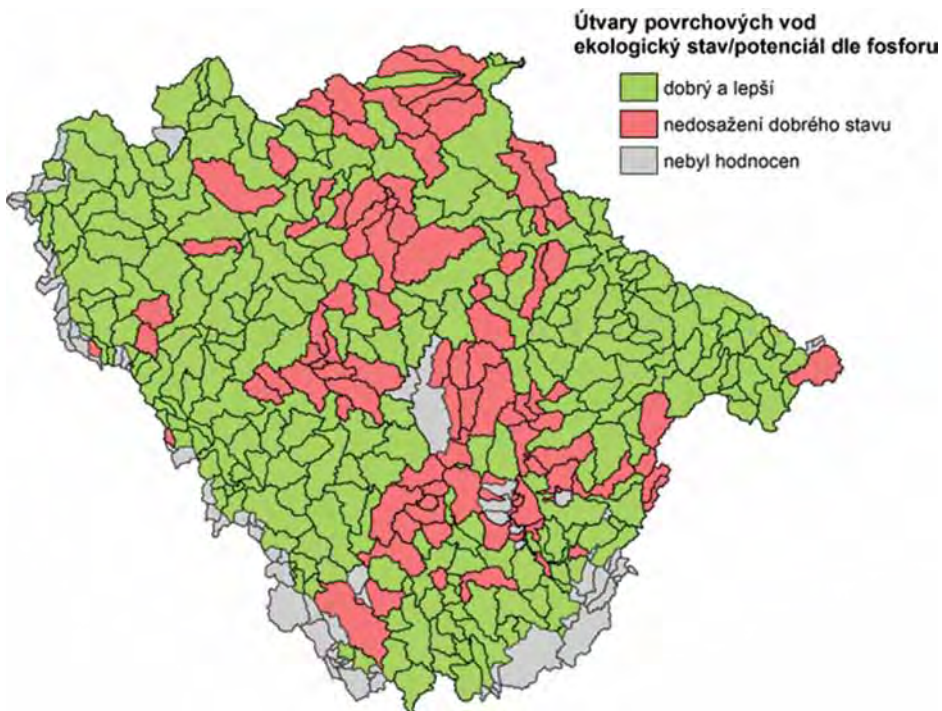 Útvary povrchových vod
ekologický stav/potenciál dle fosforu
dobrý a lepší
nedosažení dobrého stavu
nebyl hodnocen